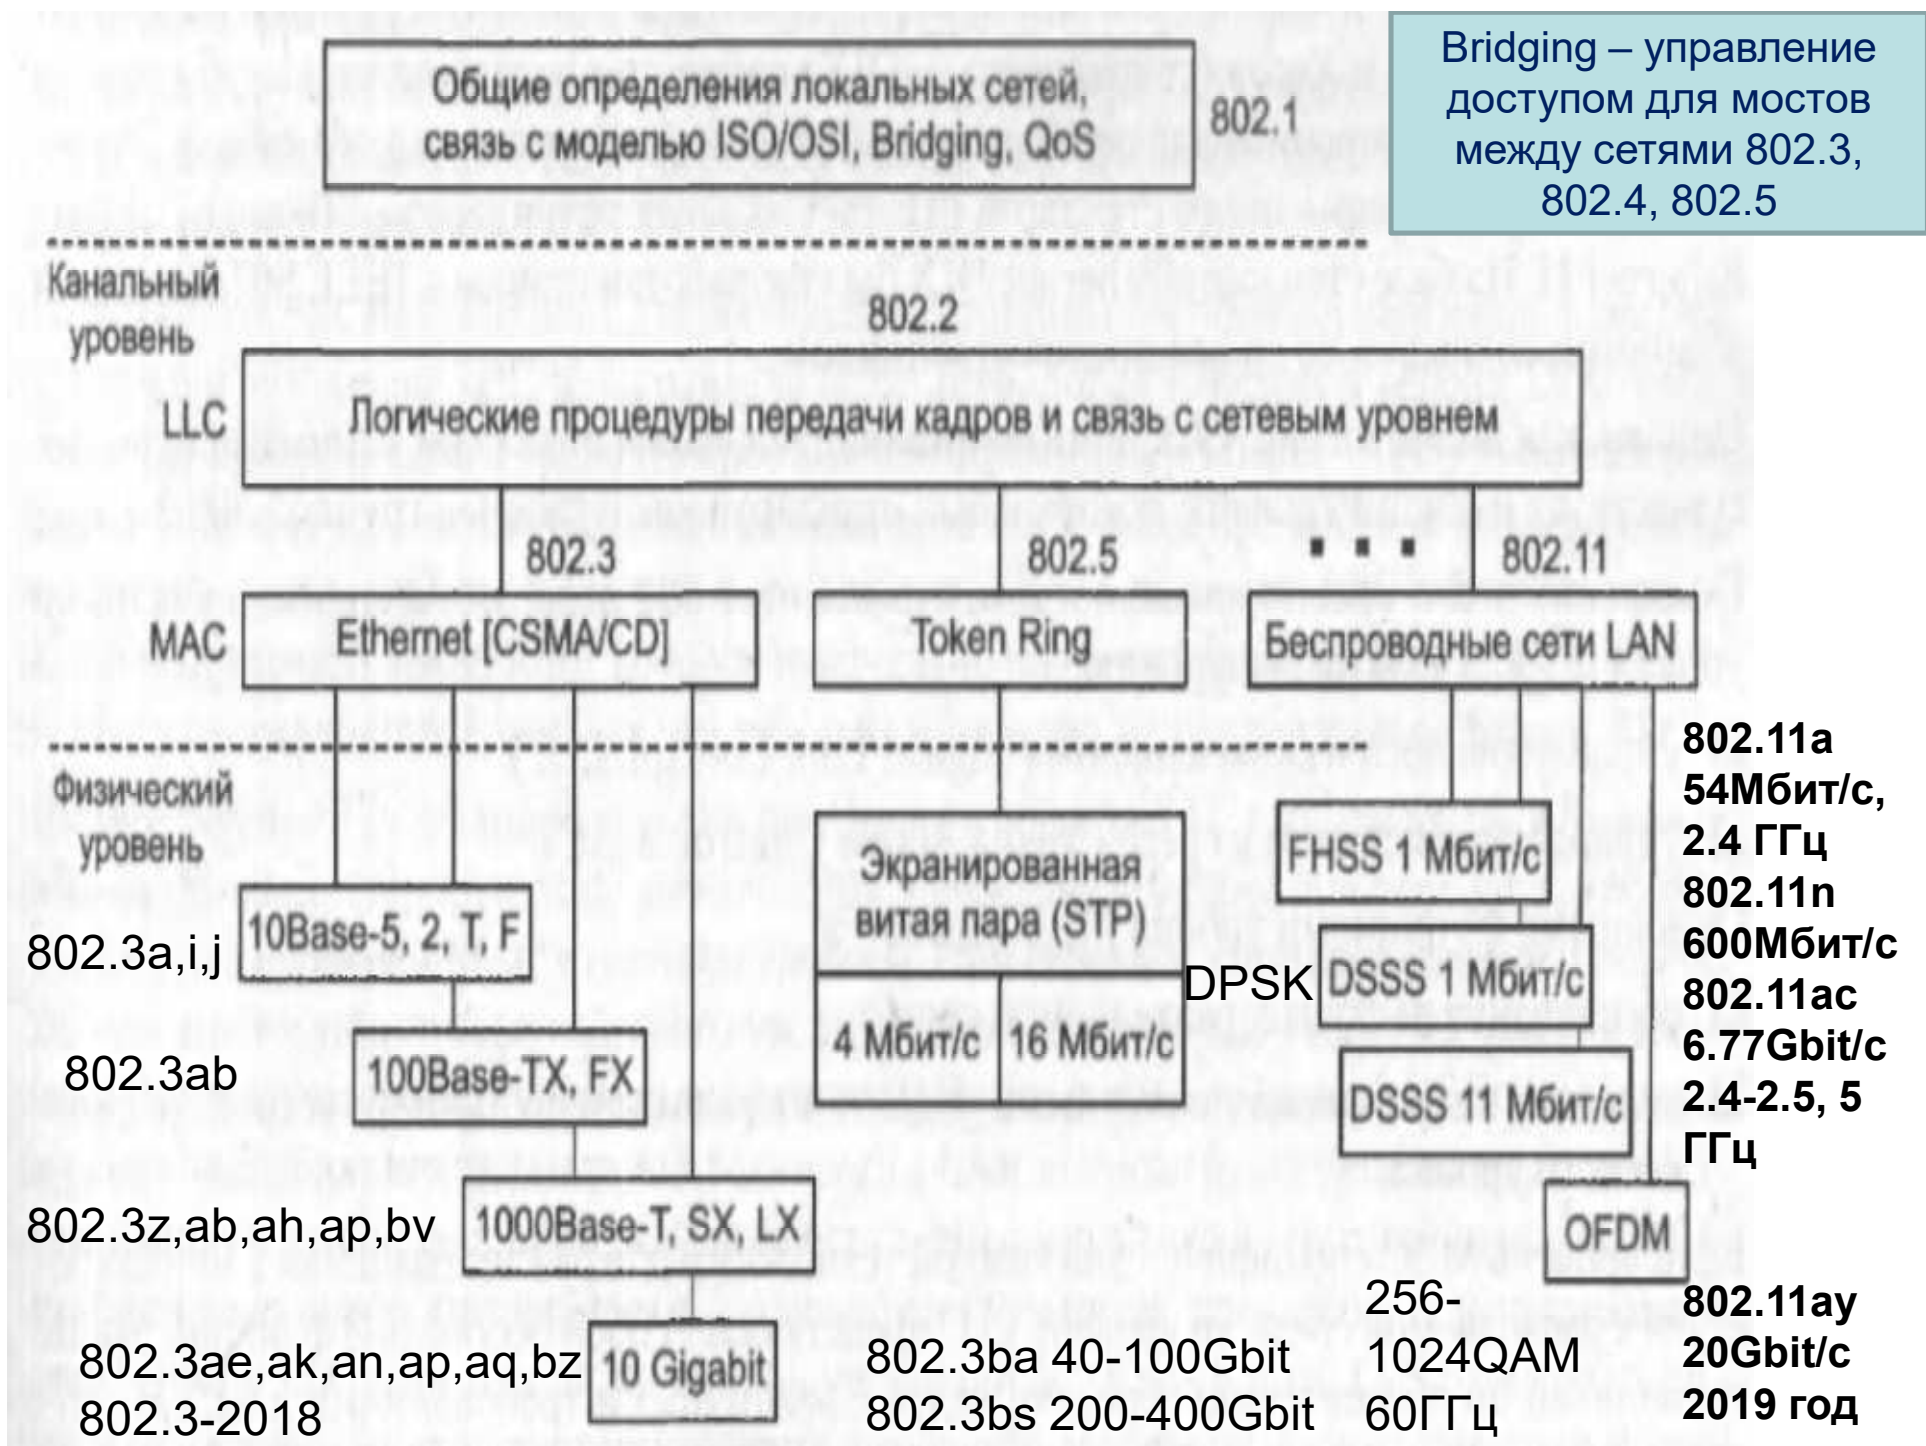 Общие определения локальных сетей,
связь с моделью ISO/OSI, Bridging, QoS
802.1
Bridging – управление
доступом для мостов
между сетями 802.3,
802.4, 802.5
Канальный
уровень
802.2
LLC
Логические процедуры передачи кадров и связь с сетевым уровнем
802.3
802.5
802.11
MAC
Ethernet [CSMA/CD]
Token Ring
Беспроводные сети LAN
Физический
уровень
802.3a,i,j
10Base-5, 2, T, F
802.3ab
100Base-TX, FX
802.3z,ab,ah,ap,bv
1000Base-T, SX, LX
802.3ae,ak,an,ap,aq,bz
802.3-2018
10 Gigabit
Экранированная
витая пара (STP)
4 Мбит/с
16 Мбит/с
802.3ba 40-100Gbit
802.3bs 200-400Gbit
FHSS 1 Мбит/с
DPSK
DSSS 1 Мбит/с
DSSS 11 Мбит/с
OFDM
256-
1024QAM
60ГГц
802.11a
54Мбит/с,
2.4 ГГц
802.11n
600Мбит/с
802.11ac
6.77Gbit/с
2.4-2.5, 5
ГГц
802.11ay
20Gbit/с
2019 год